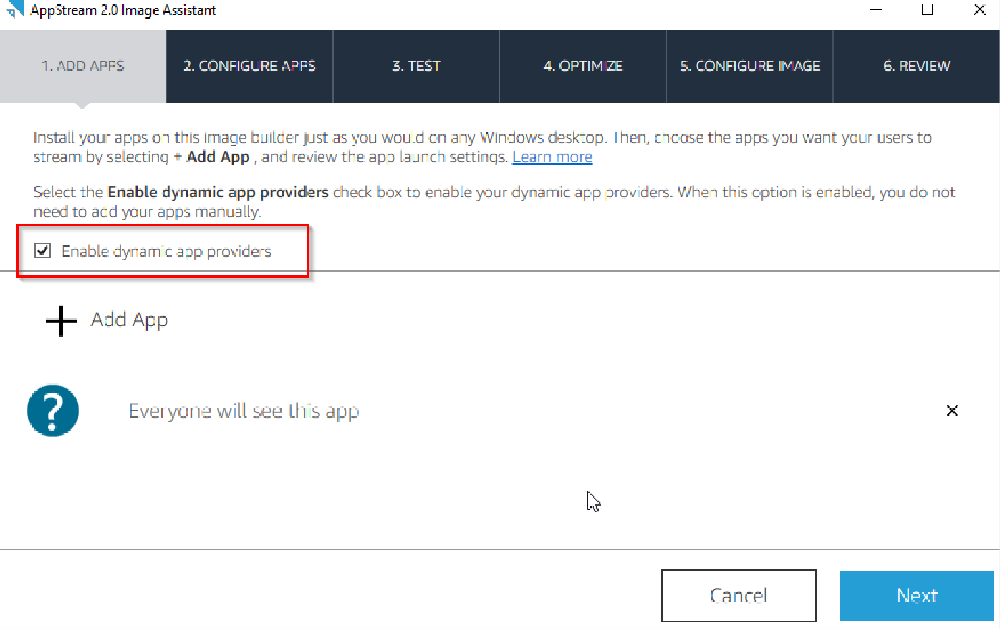 AppStream 2.0 Image Assistant
1. ADD APPS
2. CONFIGURE APPS
3. TEST
4. OPTIMIZE
5. CONFIGURE IMAGE
6. REVIEW
Install your apps on this image builder just as you would on any Windows desktop. Then, choose the apps you want your users to
stream by selecting + Add App , and review the app launch settings. Learn more
Select the Enable dynamic app providers check box to enable your dynamic app providers. When this option is enabled, you do not
need to add your apps manually.
Enable dynamic app providers
Add App
Everyone will see this app
Cancel
Next